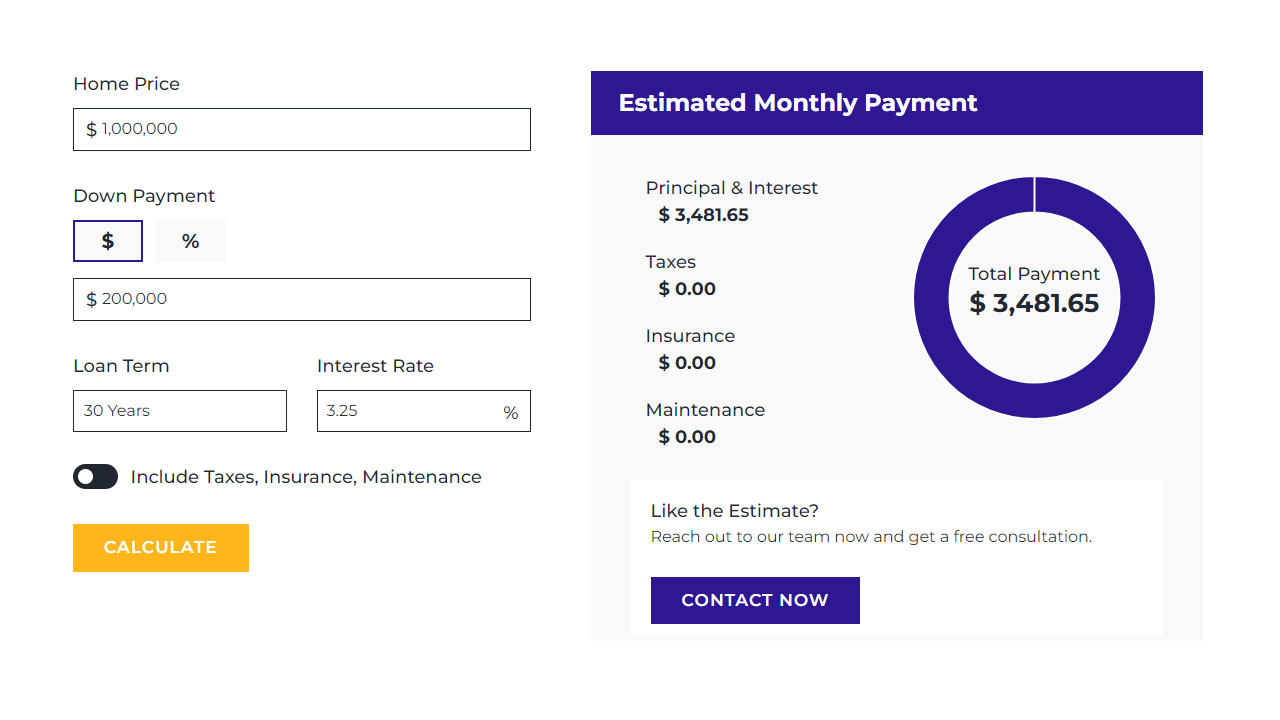 Home Price
$ 1,000,000
Down Payment
$ %
$ 200,000
Loan Term Interest Rate
30 Years 3.25 %
Include Taxes, Insurance, Maintenance
CALCULATE
Estimated Monthly Payment
Principal & Interest
$ 3,481.65
Taxes
$ 0.00
Insurance
$ 0.00
Maintenance
$ 0.00
Total Payment
$ 3,481.65
Like the Estimate?
Reach out to our team now and get a free consultation.
CONTACT NOW